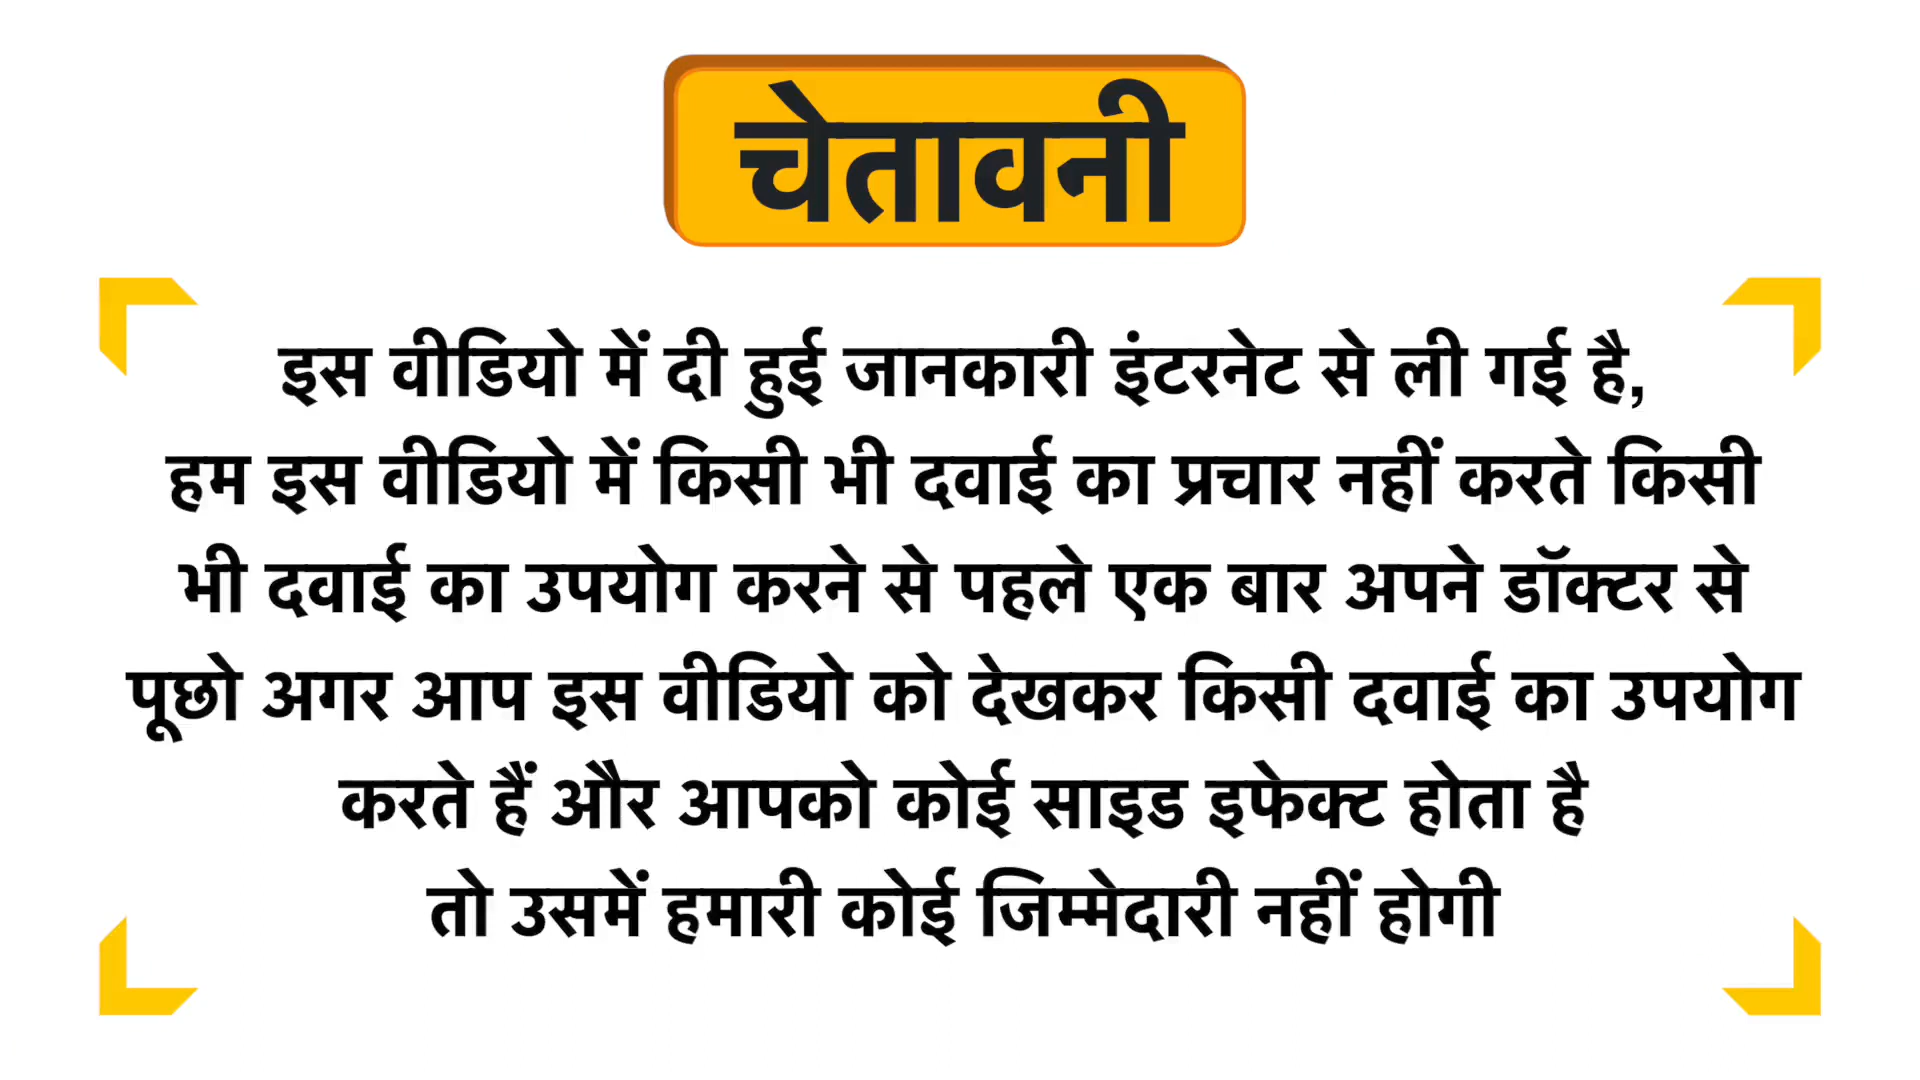 चेतावनी
इस वीडियो में दी हुई जानकारी इंटरनेट से ली गई है,
हम इस वीडियो में किसी भी दवाई का प्रचार नहीं करते किसी
भी दवाई का उपयोग करने से पहले एक बार अपने डॉक्टर से
पूछो अगर आप इस वीडियो को देखकर किसी दवाई का उपयोग
करते हैं और आपको कोई साइड इफेक्ट होता है
तो उसमें हमारी कोई जिम्मेदारी नहीं होगी